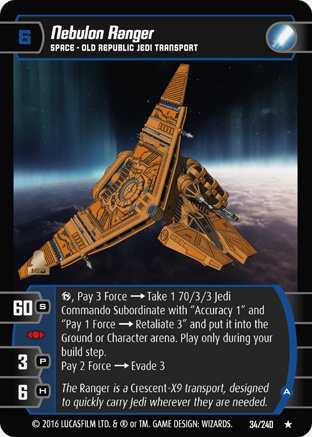 6
Nebulon Ranger
SPACE - OLD REPUBLIC JEDI TRANSPORT
60 S
, Pay 3 Force → Take 1 70/3/3 Jedi
Commando Subordinate with “Accuracy 1” and
“Pay 1 Force → Retaliate 3” and put it into the
Ground or Character arena. Play only during your
build step.
3 P
Pay 2 Force → Evade 3
6 H
The Ranger is a Crescent-X9 transport, designed
to quickly carry Jedi wherever they are needed.
A
© 2016 LUCASFILM LTD. & ® or TM. GAME DESIGN: WIZARDS.
34/240 ★